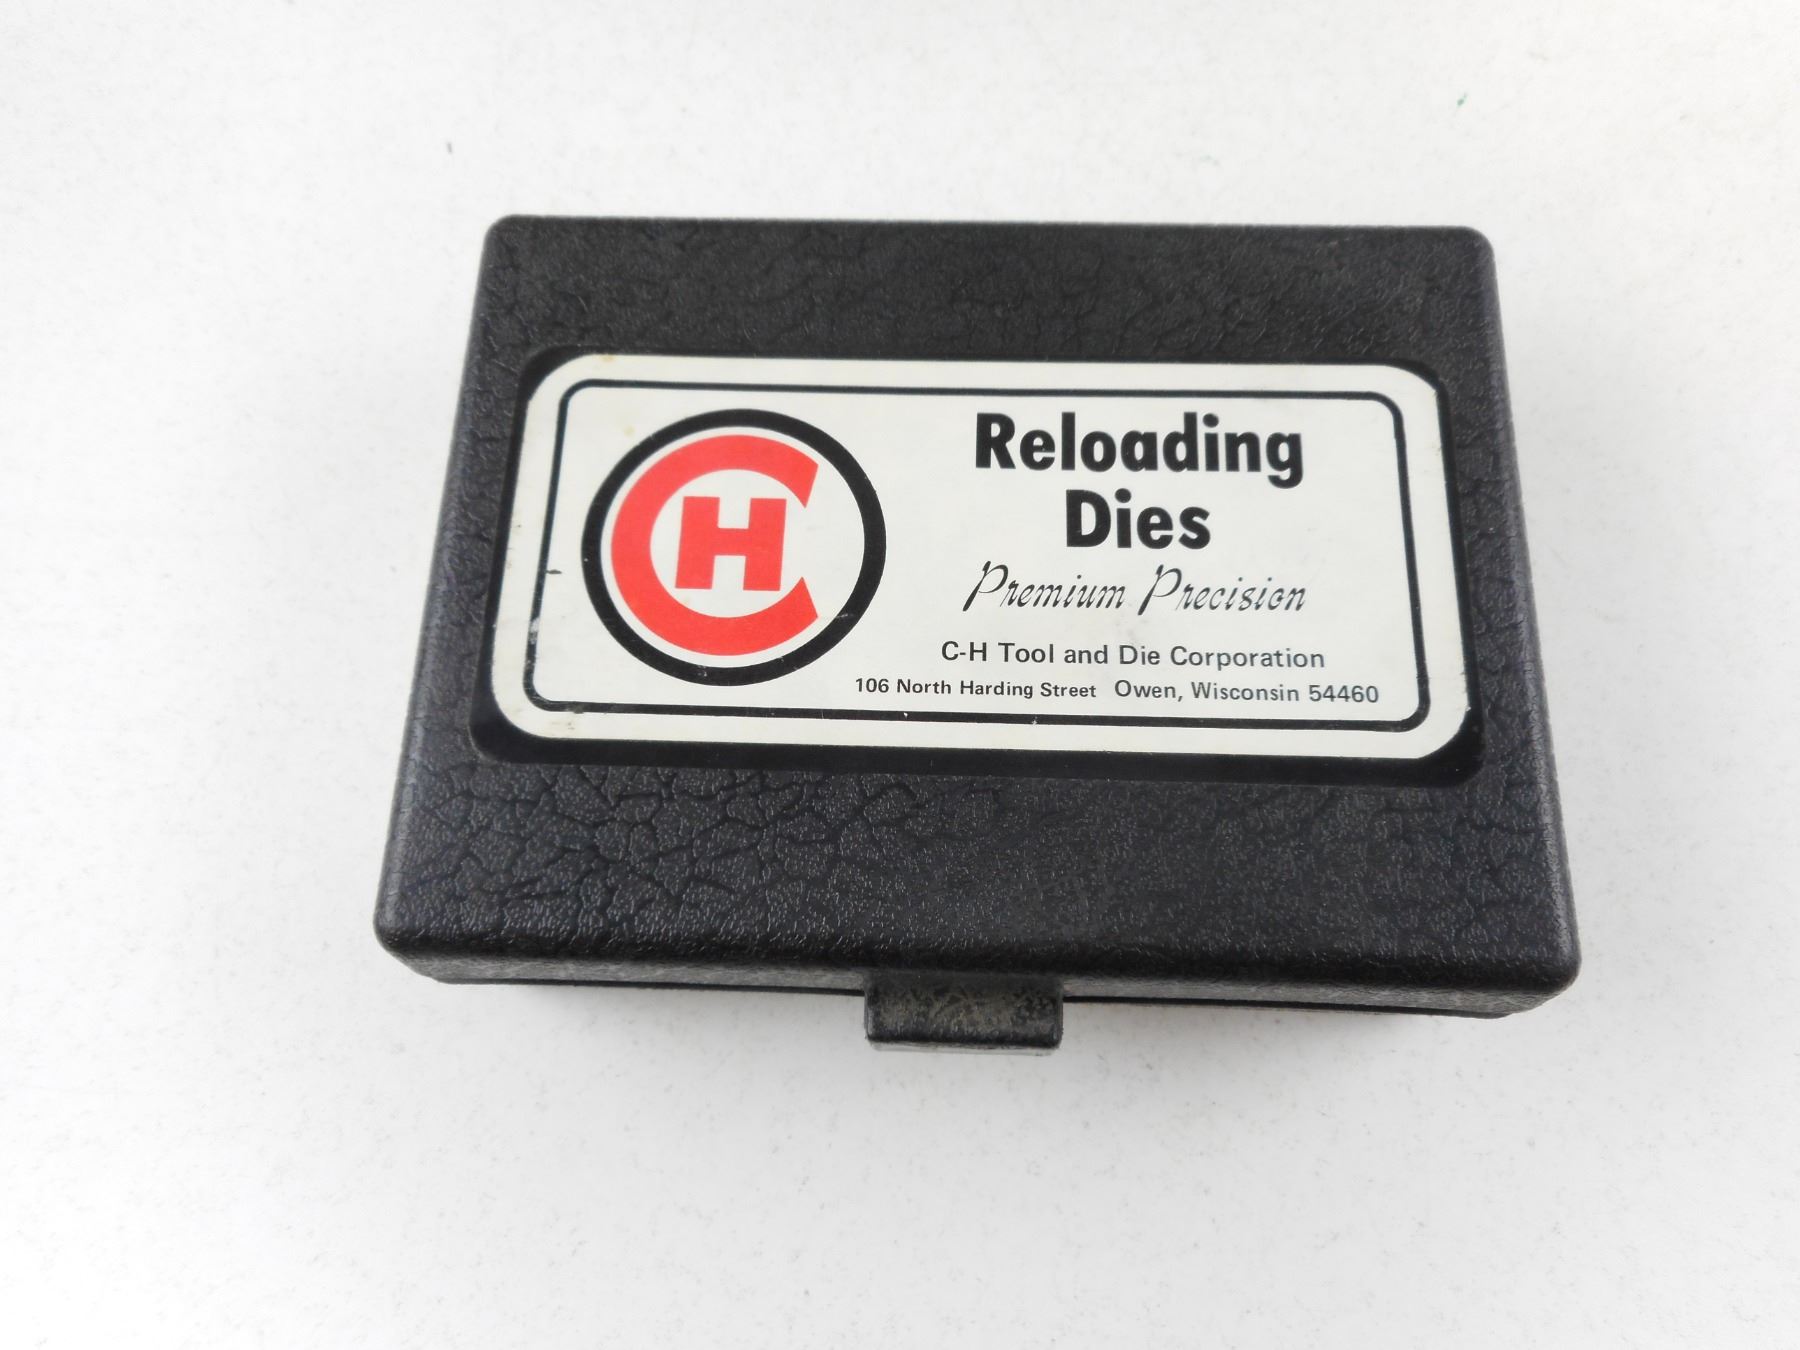 CH
Reloading
Dies
Premium Precision
C-H Tool and Die Corporation
106 North Harding Street Owen, Wisconsin 54460